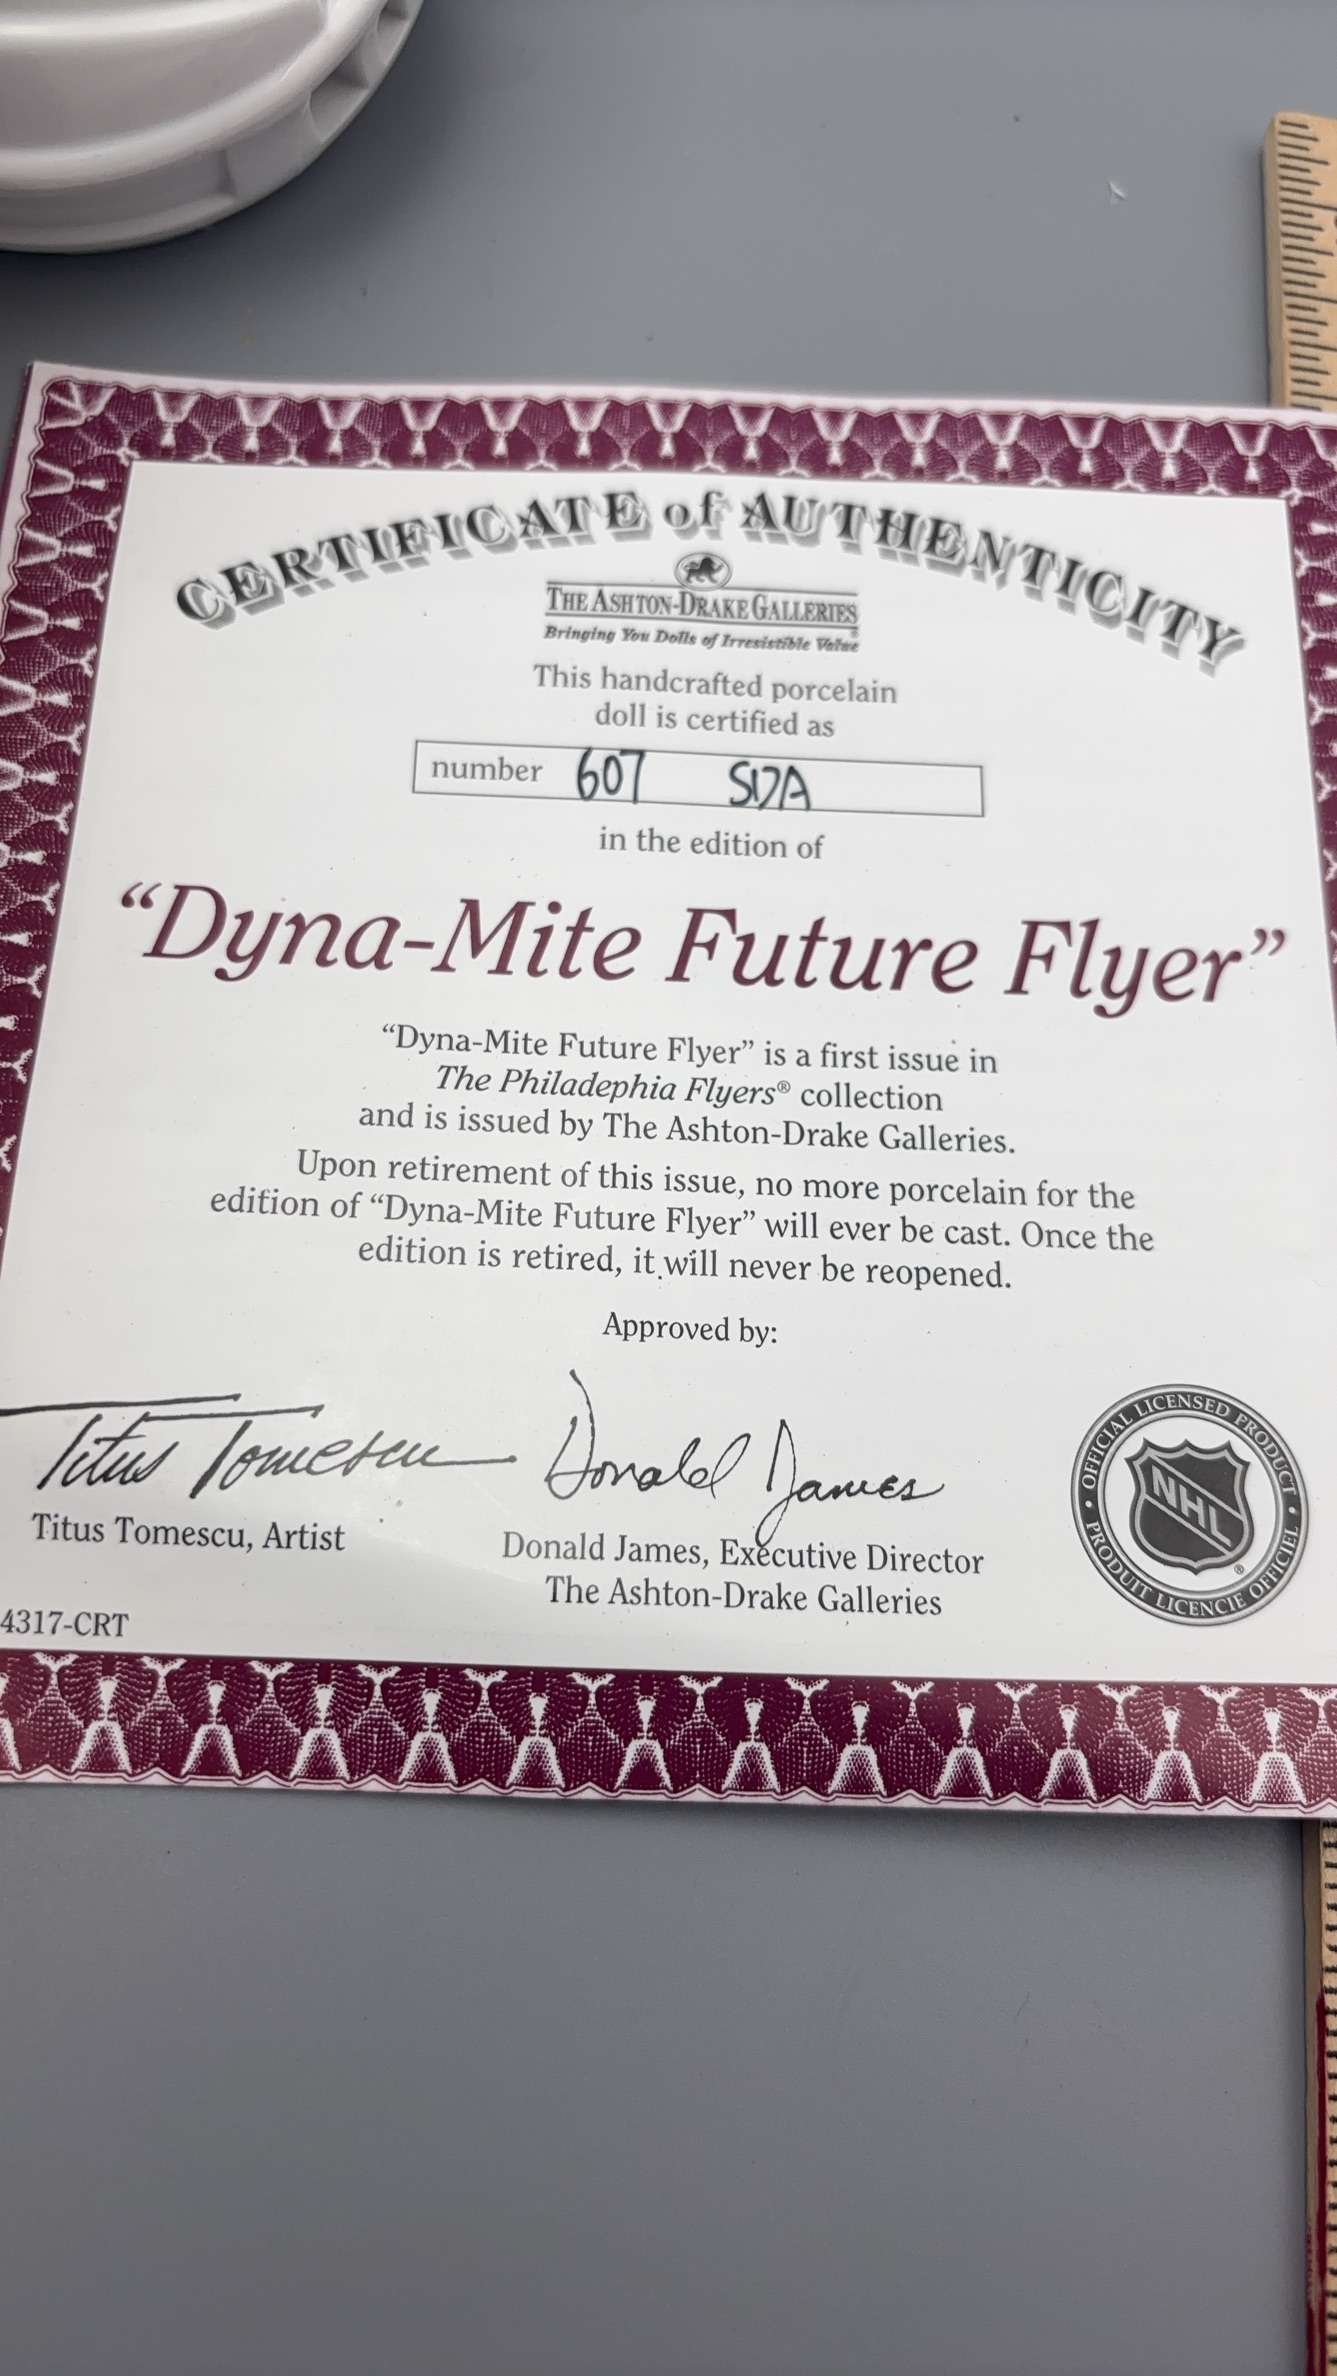 CERTIFICATE of AUTHENTICITY
THE ASHTON-DRAKE GALLERIES
Bringing You Dolls of Irresistible Value®
This handcrafted porcelain
doll is certified as
number 607
in the edition of
“Dyna-Mite Future Flyer”
“Dyna-Mite Future Flyer” is a first issue in
The Philadephia Flyers® collection
and is issued by The Ashton-Drake Galleries.
Upon retirement of this issue, no more porcelain for the
edition of “Dyna-Mite Future Flyer” will ever be cast. Once the
edition is retired, it will never be reopened.
Approved by:
Titus Tomescu
Donald James
Titus Tomescu, Artist
Donald James, Executive Director
The Ashton-Drake Galleries
4317-CRT
OFFICIAL LICENSED PRODUCT
NHL®
PRODUIT LICENCIE OFFICIEL